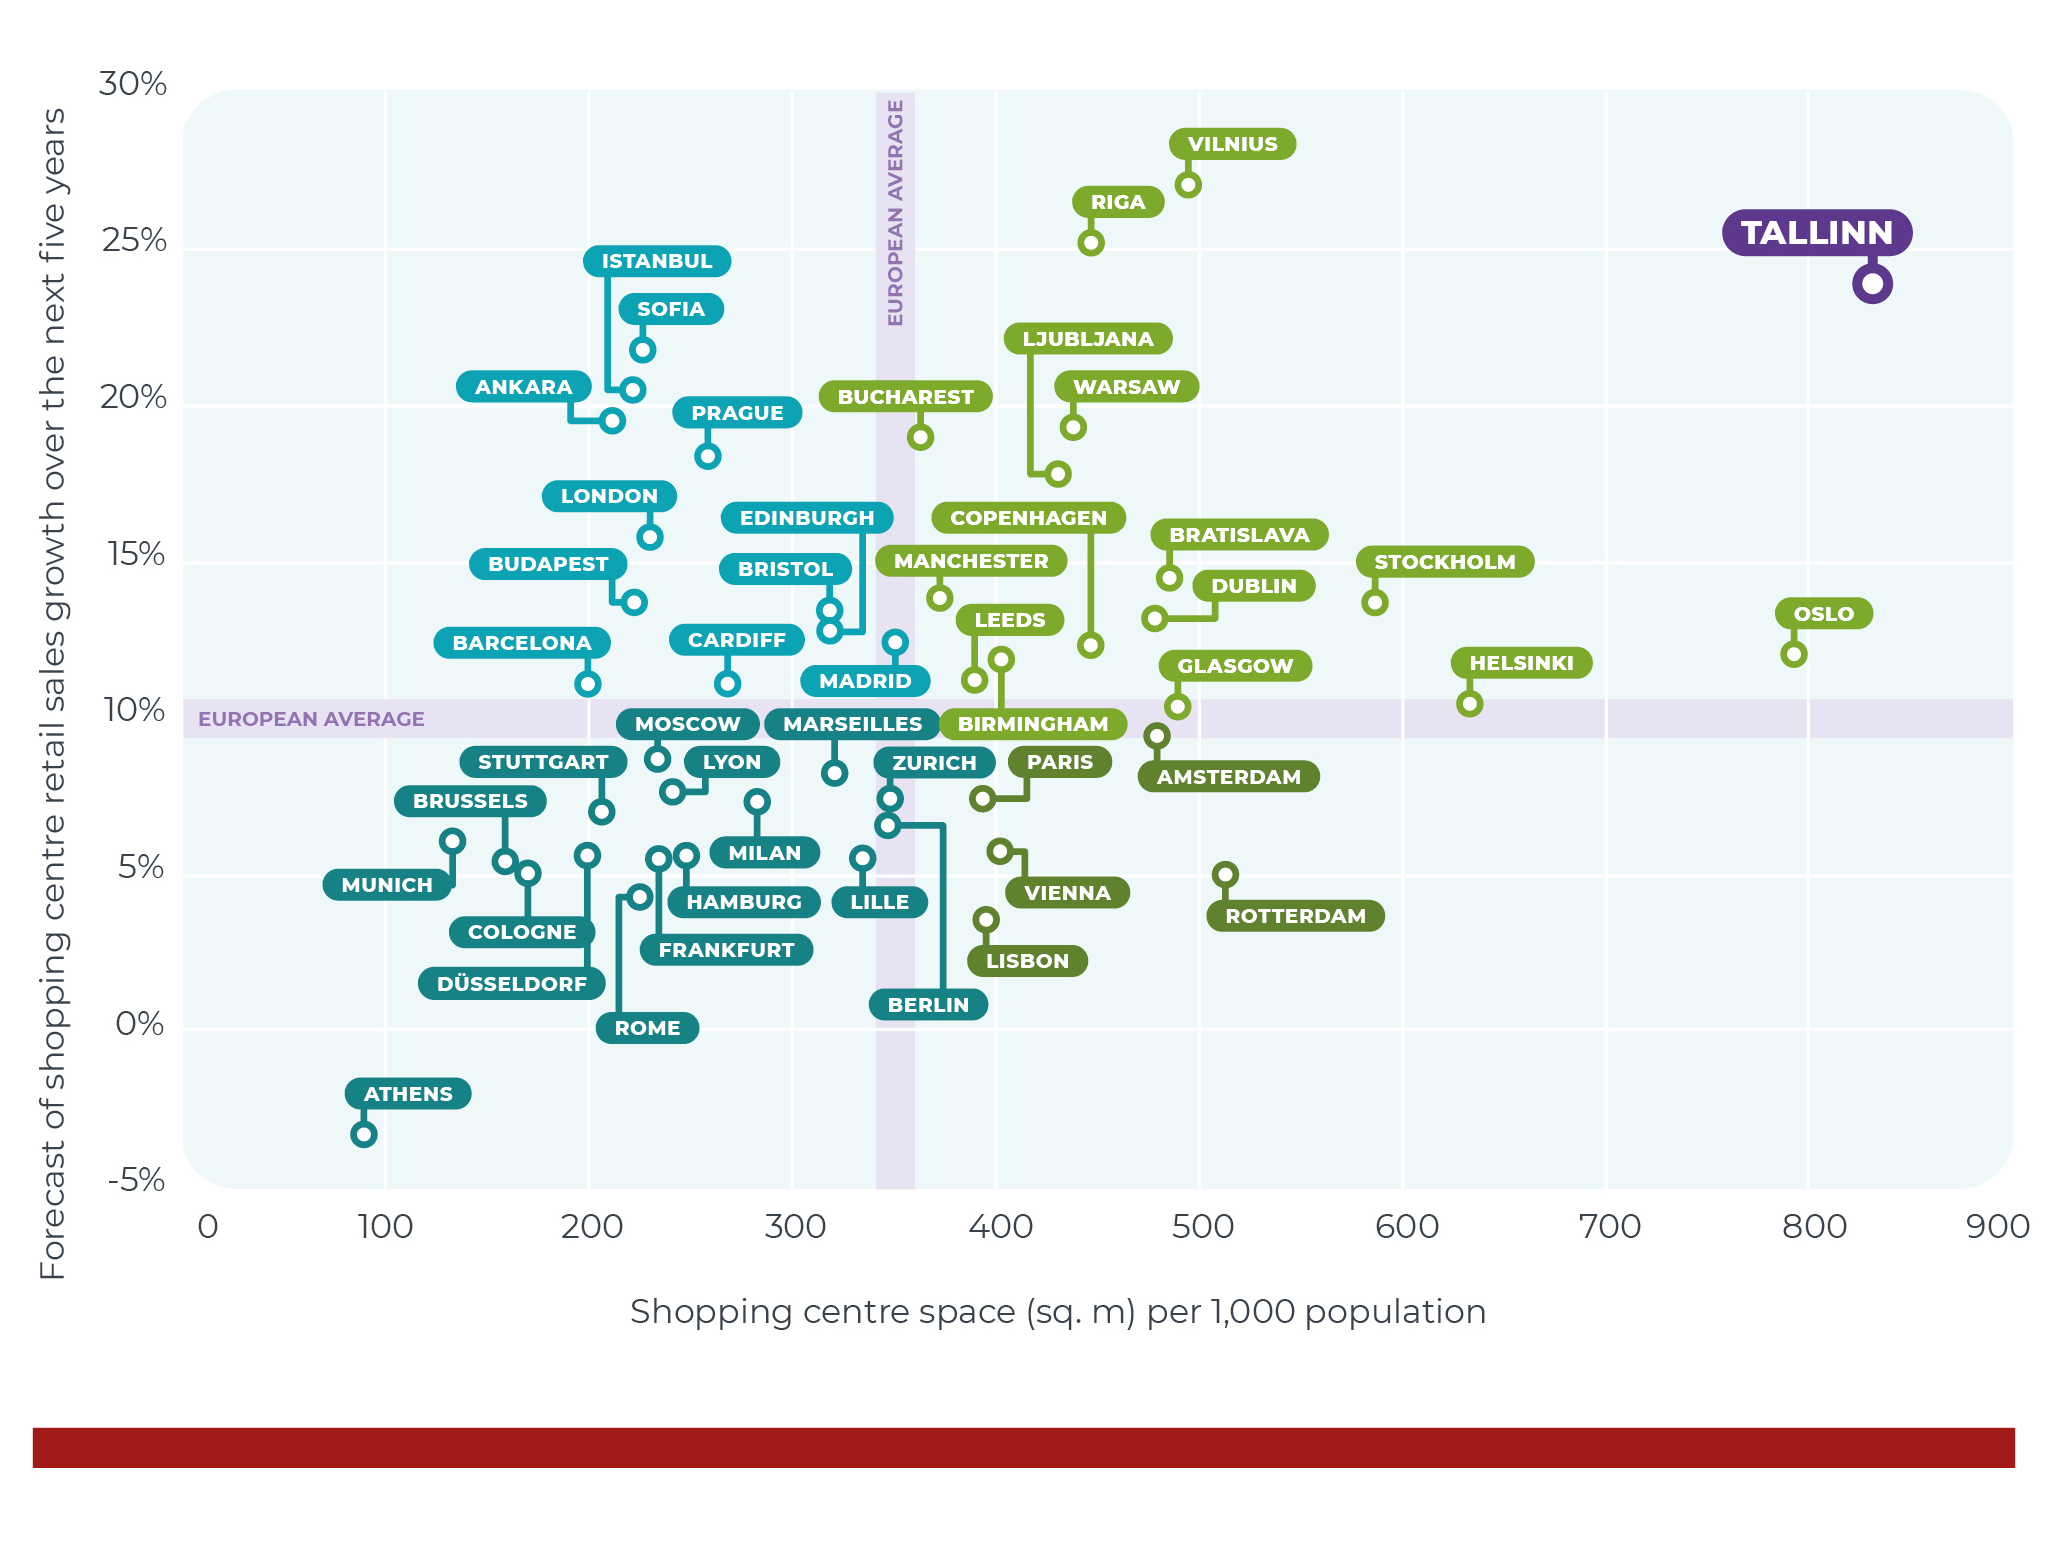 Forecast of shopping centre retail sales growth over the next five years
30%
25%
20%
15%
10%
5%
0%
-5%
EUROPEAN AVERAGE
VILNIUS
RIGA
TALLINN
ISTANBUL
SOFIA
LJUBLJANA
ANKARA
WARSAW
BUCHAREST
PRAGUE
LONDON
EDINBURGH
COPENHAGEN
BRATISLAVA
MANCHESTER
STOCKHOLM
BUDAPEST
BRISTOL
DUBLIN
OSLO
LEEDS
CARDIFF
BARCELONA
HELSINKI
GLASGOW
MADRID
EUROPEAN AVERAGE
MOSCOW
MARSEILLES
BIRMINGHAM
STUTTGART
LYON
ZURICH
PARIS
AMSTERDAM
BRUSSELS
MILAN
MUNICH
VIENNA
HAMBURG
LILLE
ROTTERDAM
COLOGNE
FRANKFURT
LISBON
DÜSSELDORF
BERLIN
ROME
ATHENS
0 100 200 300 400 500 600 700 800 900
Shopping centre space (sq. m) per 1,000 population